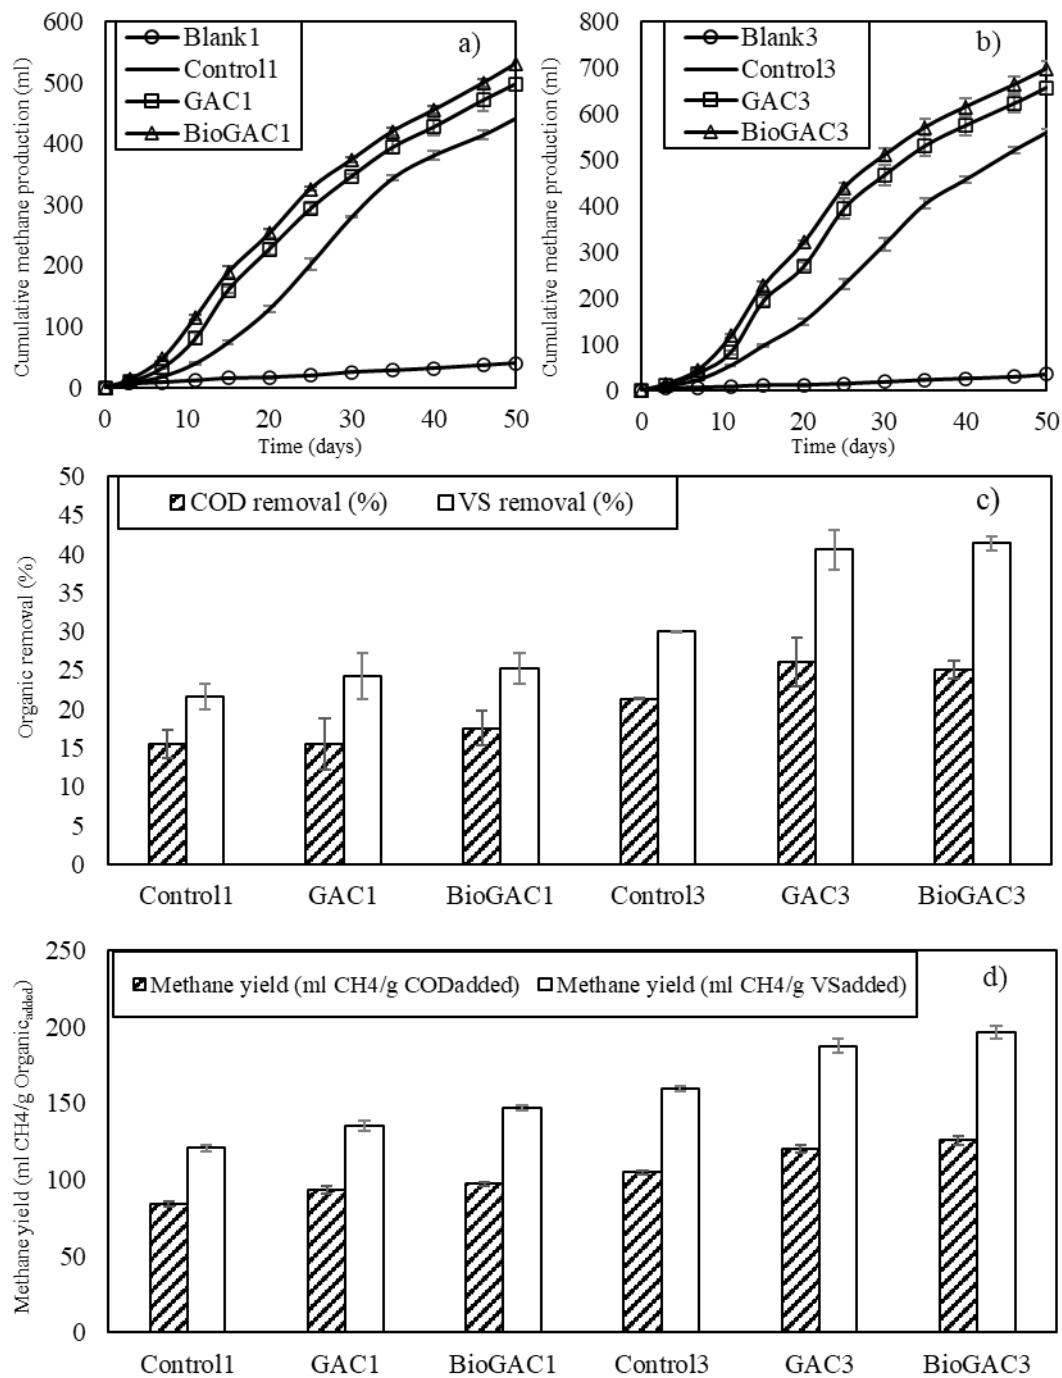 Cumulative methane production (ml)
600
500
400
300
200
100
0
Blank1
Control1
GAC1
BioGAC1
a)
0 10 20 30 40 50
Time (days)
Cumulative methane production (ml)
800
700
600
500
400
300
200
100
0
Blank3
Control3
GAC3
BioGAC3
b)
0 10 20 30 40 50
Time (days)
Organic removal (%)
50
45
40
35
30
25
20
15
10
5
0
COD removal (%) VS removal (%)
c)
Control1 GAC1 BioGAC1 Control3 GAC3 BioGAC3
Methane yield (ml CH4/g Organicadded)
250
200
150
100
50
0
Methane yield (ml CH4/g CODadded) Methane yield (ml CH4/g VSadded)
d)
Control1 GAC1 BioGAC1 Control3 GAC3 BioGAC3